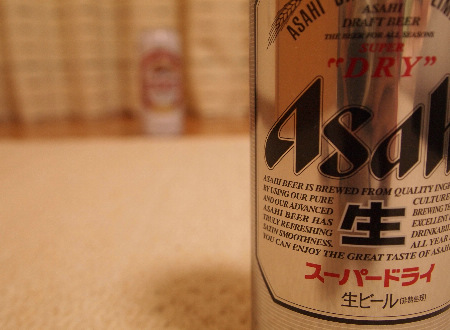 ASAHI
ASAHI
DRAFT BEER
THE BEER FOR ALL SEASONS
SUPER
"DRY"
Asahi
ASAHI BEER IS BREWED FROM QUALITY ING
BY USING OUR PURE CULTURE
AND OUR ADVANCED BREWING TE
ASAHI BEER HAS EXCELLENT
TRULY REFRESHING DRINKABI
SATIN SMOOTHNESS. ALL YEAR
YOU CAN ENJOY THE GREAT TASTE OF ASAH
生
スーパードライ
生ビール